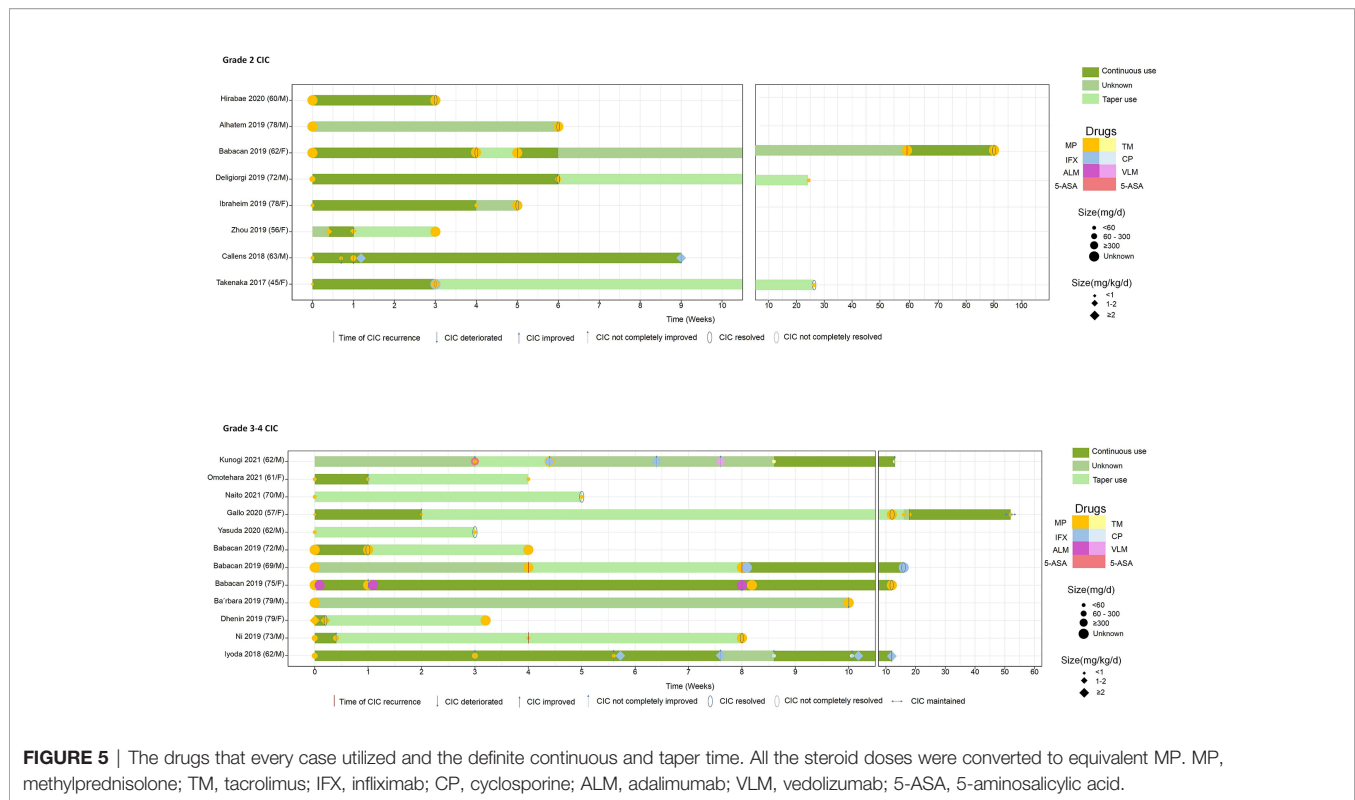 Grade 2 CIC
Hirabae 2020 (60/M)
Alhatem 2019 (78/M)
Babacan 2019 (62/F)
Deligiorgi 2019 (72/M)
Ibraheim 2019 (78/F)
Zhou 2019 (56/F)
Callens 2018 (63/M)
Takenaka 2017 (45/F)
0 1 2 3 4 5 6 7 8 9 10 10 20 30 40 50 60 70 80 90 100
Time (Weeks)
Time of CIC recurrence CIC deteriorated CIC improved CIC not completely improved CIC resolved CIC not completely resolved
Continuous use
Unknown
Taper use
Drugs
MP TM
IFX CP
ALM VLM
5-ASA 5-ASA
Size(mg/d)
<60
60 - 300
≥300
Unknown
Size(mg/kg/d)
<1
1-2
≥2
Grade 3-4 CIC
Kunogi 2021 (62/M)
Omotehara 2021 (61/F)
Naito 2021 (70/M)
Gallo 2020 (57/F)
Yasuda 2020 (62/M)
Babacan 2019 (72/M)
Babacan 2019 (69/M)
Babacan 2019 (75/F)
Ba'rbara 2019 (79/M)
Dhenin 2019 (79/F)
Ni 2019 (73/M)
Iyoda 2018 (62/M)
0 1 2 3 4 5 6 7 8 9 10 10 20 30 40 50 60
Time (Weeks)
Time of CIC recurrence CIC deteriorated CIC improved CIC not completely improved CIC resolved CIC not completely resolved CIC maintained
Continuous use
Unknown
Taper use
Drugs
MP TM
IFX CP
ALM VLM
5-ASA 5-ASA
Size(mg/d)
<60
60 - 300
≥300
Unknown
Size(mg/kg/d)
<1
1-2
≥2
FIGURE 5 | The drugs that every case utilized and the definite continuous and taper time. All the steroid doses were converted to equivalent MP. MP,
methylprednisolone; TM, tacrolimus; IFX, infliximab; CP, cyclosporine; ALM, adalimumab; VLM, vedolizumab; 5-ASA, 5-aminosalicylic acid.